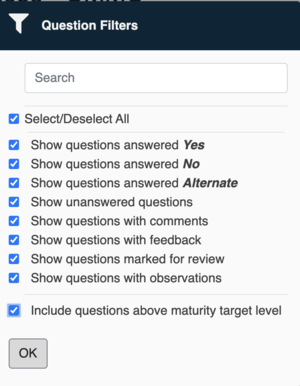 Question Filters
Search
Select/Deselect All
Show questions answered Yes
Show questions answered No
Show questions answered Alternate
Show unanswered questions
Show questions with comments
Show questions with feedback
Show questions marked for review
Show questions with observations
Include questions above maturity target level
OK